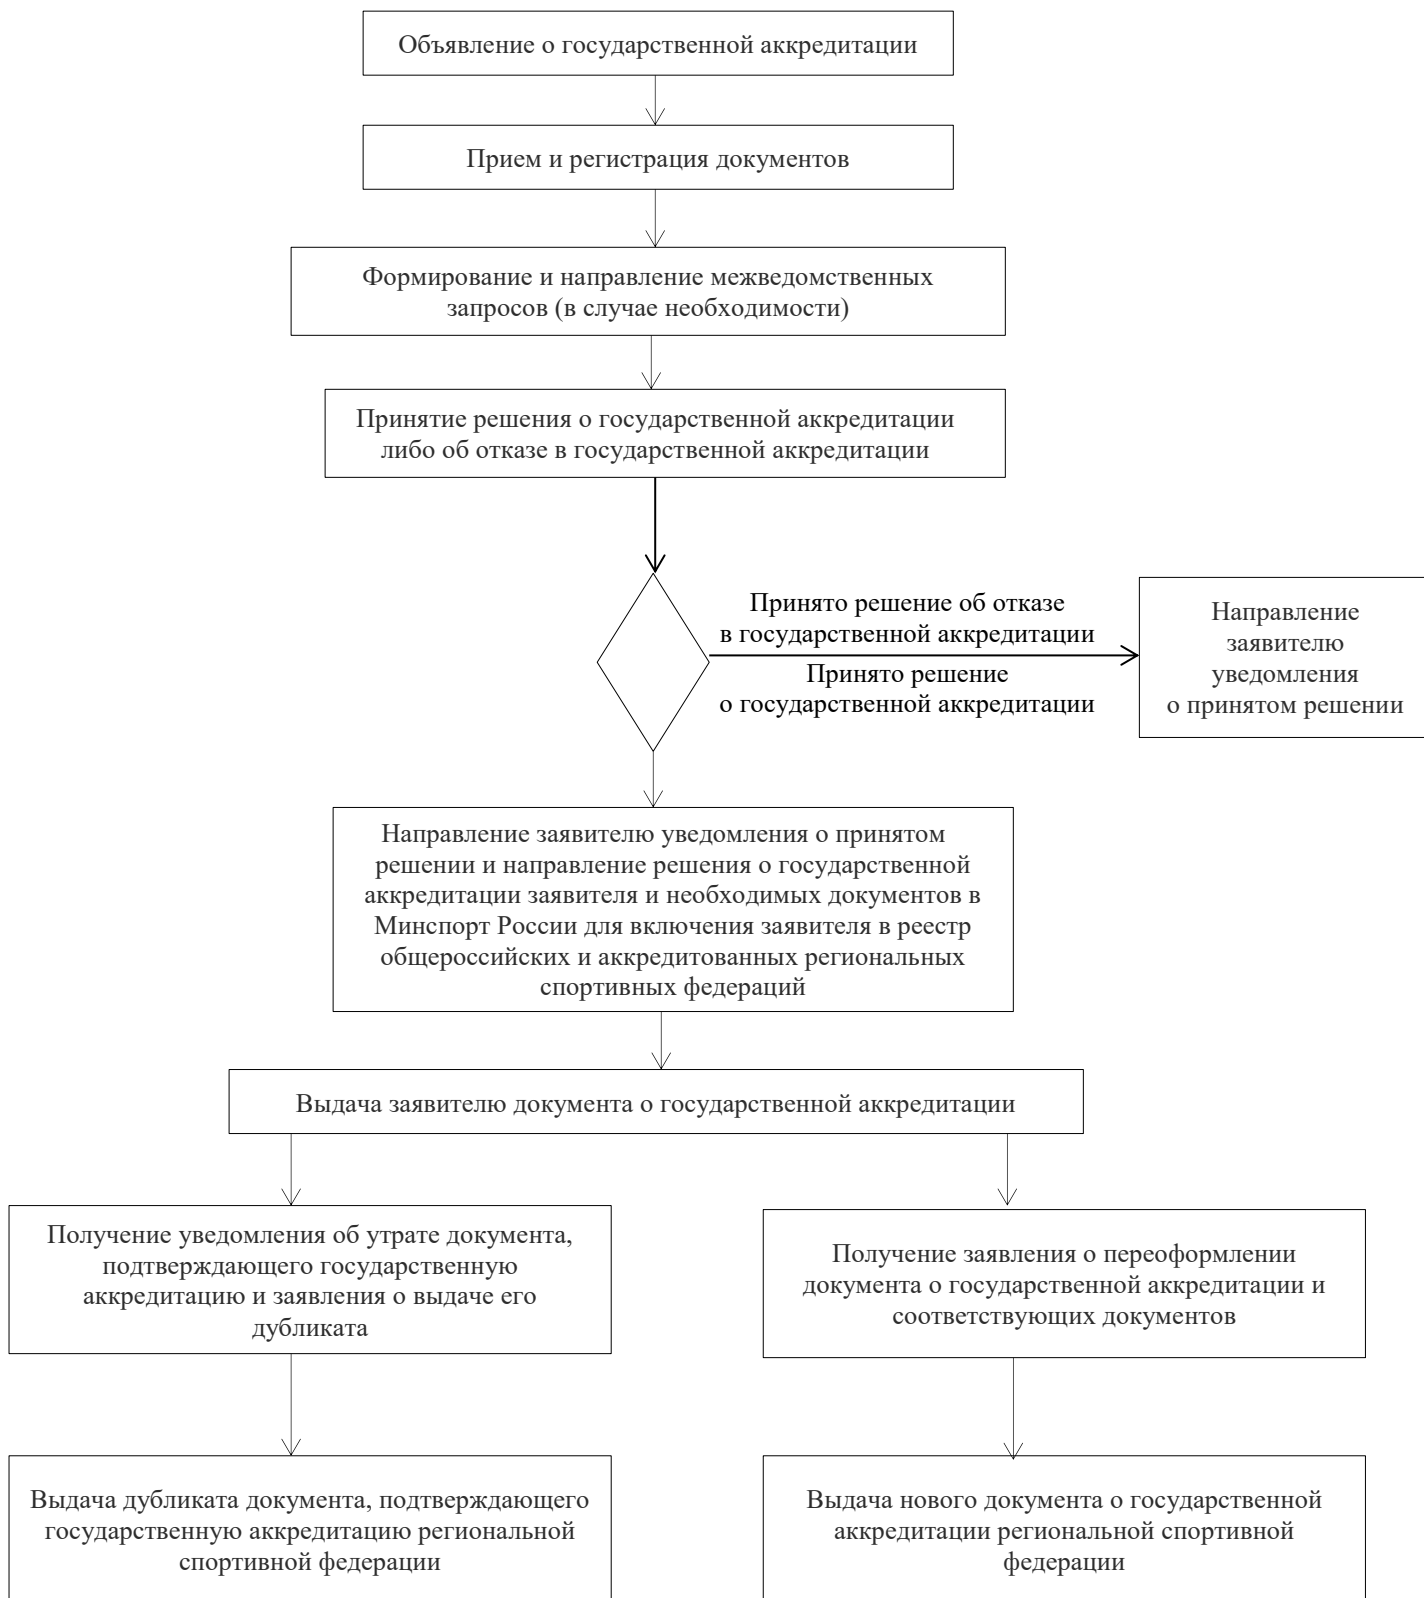 Объявление о государственной аккредитации
Прием и регистрация документов
Формирование и направление межведомственных
запросов (в случае необходимости)
Принятие решения о государственной аккредитации
либо об отказе в государственной аккредитации
Принято решение об отказе
в государственной аккредитации
Принято решение
о государственной аккредитации
Направление
заявителю
уведомления
о принятом решении
Направление заявителю уведомления о принятом
решении и направление решения о государственной
аккредитации заявителя и необходимых документов в
Минспорт России для включения заявителя в реестр
общероссийских и аккредитованных региональных
спортивных федераций
Выдача заявителю документа о государственной аккредитации
Получение уведомления об утрате документа,
подтверждающего государственную
аккредитацию и заявления о выдаче его
дубликата
Получение заявления о переоформлении
документа о государственной аккредитации и
соответствующих документов
Выдача дубликата документа, подтверждающего
государственную аккредитацию региональной
спортивной федерации
Выдача нового документа о государственной
аккредитации региональной спортивной
федерации